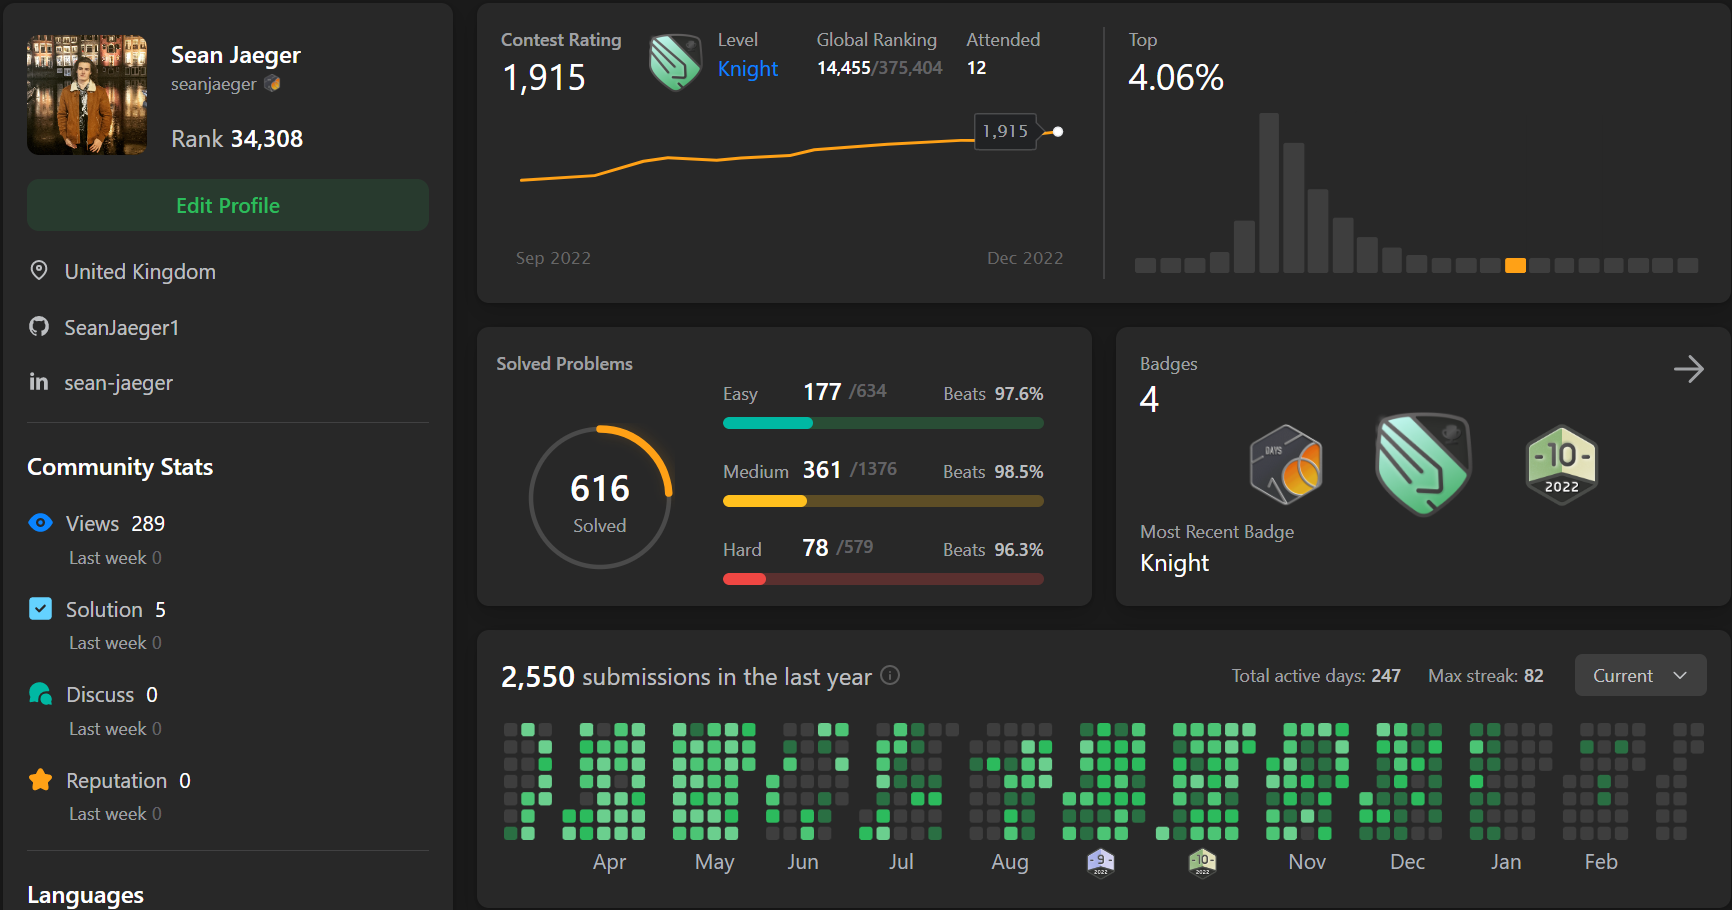 Sean Jaeger
seanjaeger
Rank 34,308
Edit Profile
United Kingdom
SeanJaeger1
in sean-jaeger
Community Stats
Views 289
Last week 0
Solution 5
Last week 0
Discuss 0
Last week 0
Reputation 0
Last week 0
Languages
Contest Rating
1,915
Level
Knight
Global Ranking
14,455/375,404
Attended
12
1,915
Sep 2022
Dec 2022
Top
4.06%
Solved Problems
616
Solved
Easy 177 /634 Beats 97.6%
Medium 361 /1376 Beats 98.5%
Hard 78 /579 Beats 96.3%
Badges
4
DAYS
-10-
2022
Most Recent Badge
Knight
2,550 submissions in the last year
Total active days: 247 Max streak: 82 Current
Apr May Jun Jul Aug Nov Dec Jan Feb
-9-
2022
-10-
2022